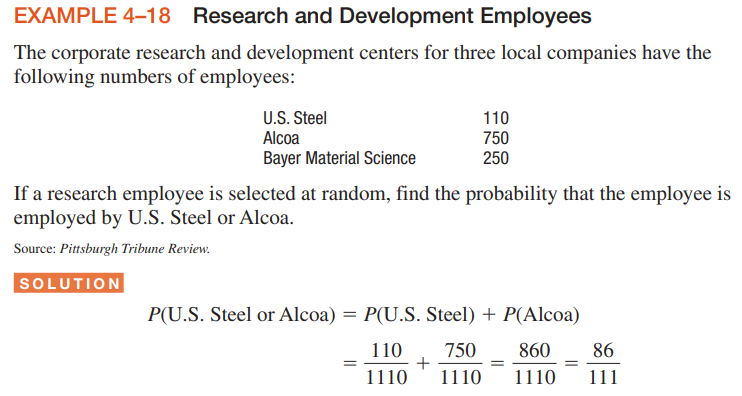 EXAMPLE 4–18 Research and Development Employees
The corporate research and development centers for three local companies have the
following numbers of employees:
U.S. Steel 110
Alcoa 750
Bayer Material Science 250
If a research employee is selected at random, find the probability that the employee is
employed by U.S. Steel or Alcoa.
Source: Pittsburgh Tribune Review.
SOLUTION
P(U.S. Steel or Alcoa) = P(U.S. Steel) + P(Alcoa)
= 110/1110 + 750/1110 = 860/1110 = 86/111